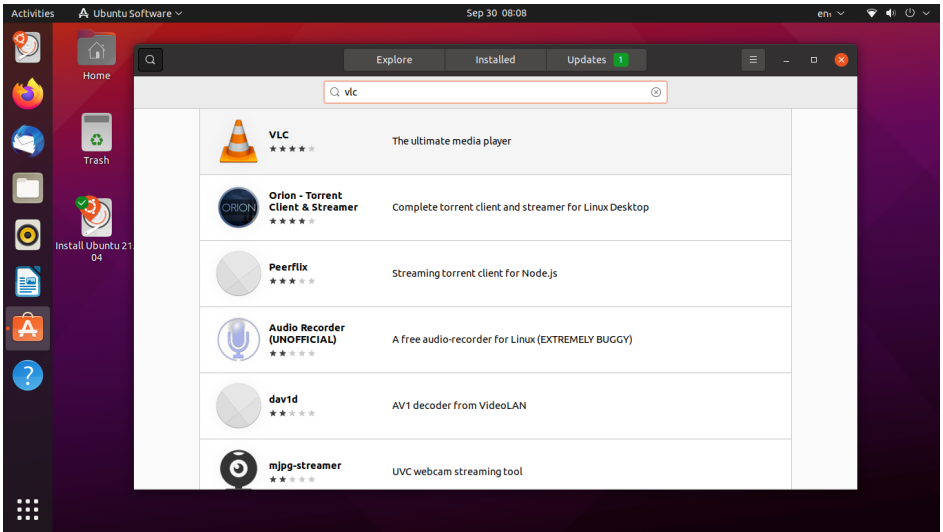 Activities
Ubuntu Software
Sep 30 08:08
en₁
Home
Trash
Install Ubuntu 21.
04
Explore
Installed
Updates 1
vlc
VLC
The ultimate media player
ORION
Orion - Torrent
Client & Streamer
Complete torrent client and streamer for Linux Desktop
Peerflix
Streaming torrent client for Node.js
Audio Recorder
(UNOFFICIAL)
A free audio-recorder for Linux (EXTREMELY BUGGY)
dav1d
AV1 decoder from VideoLAN
mjpg-streamer
UVC webcam streaming tool